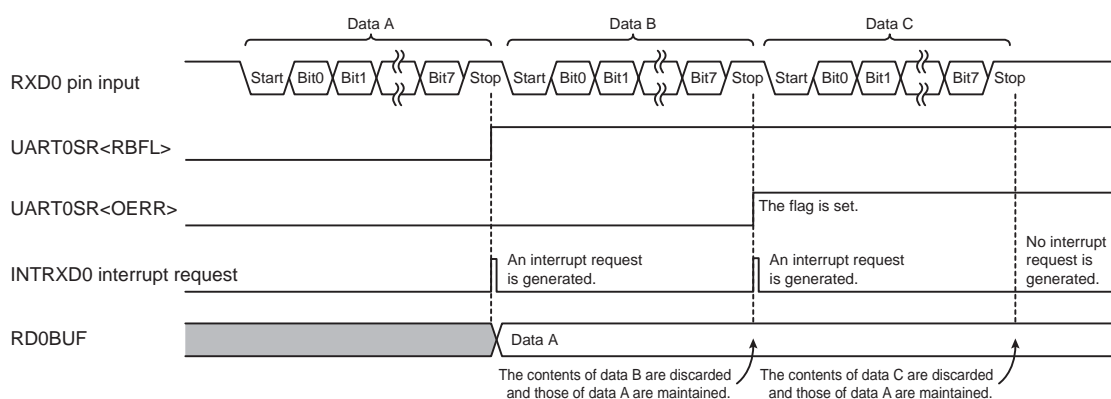 Data A Data B Data C
RXD0 pin input Start Bit0 Bit1 Bit7 Stop Start Bit0 Bit1 Bit7 Stop Start Bit0 Bit1 Bit7 Stop
UART0SR<RBFL>
UART0SR<OERR>
The flag is set.
INTRXD0 interrupt request
An interrupt request
is generated.
An interrupt request
is generated.
No interrupt
request is
generated.
RD0BUF
Data A
The contents of data B are discarded
and those of data A are maintained.
The contents of data C are discarded
and those of data A are maintained.